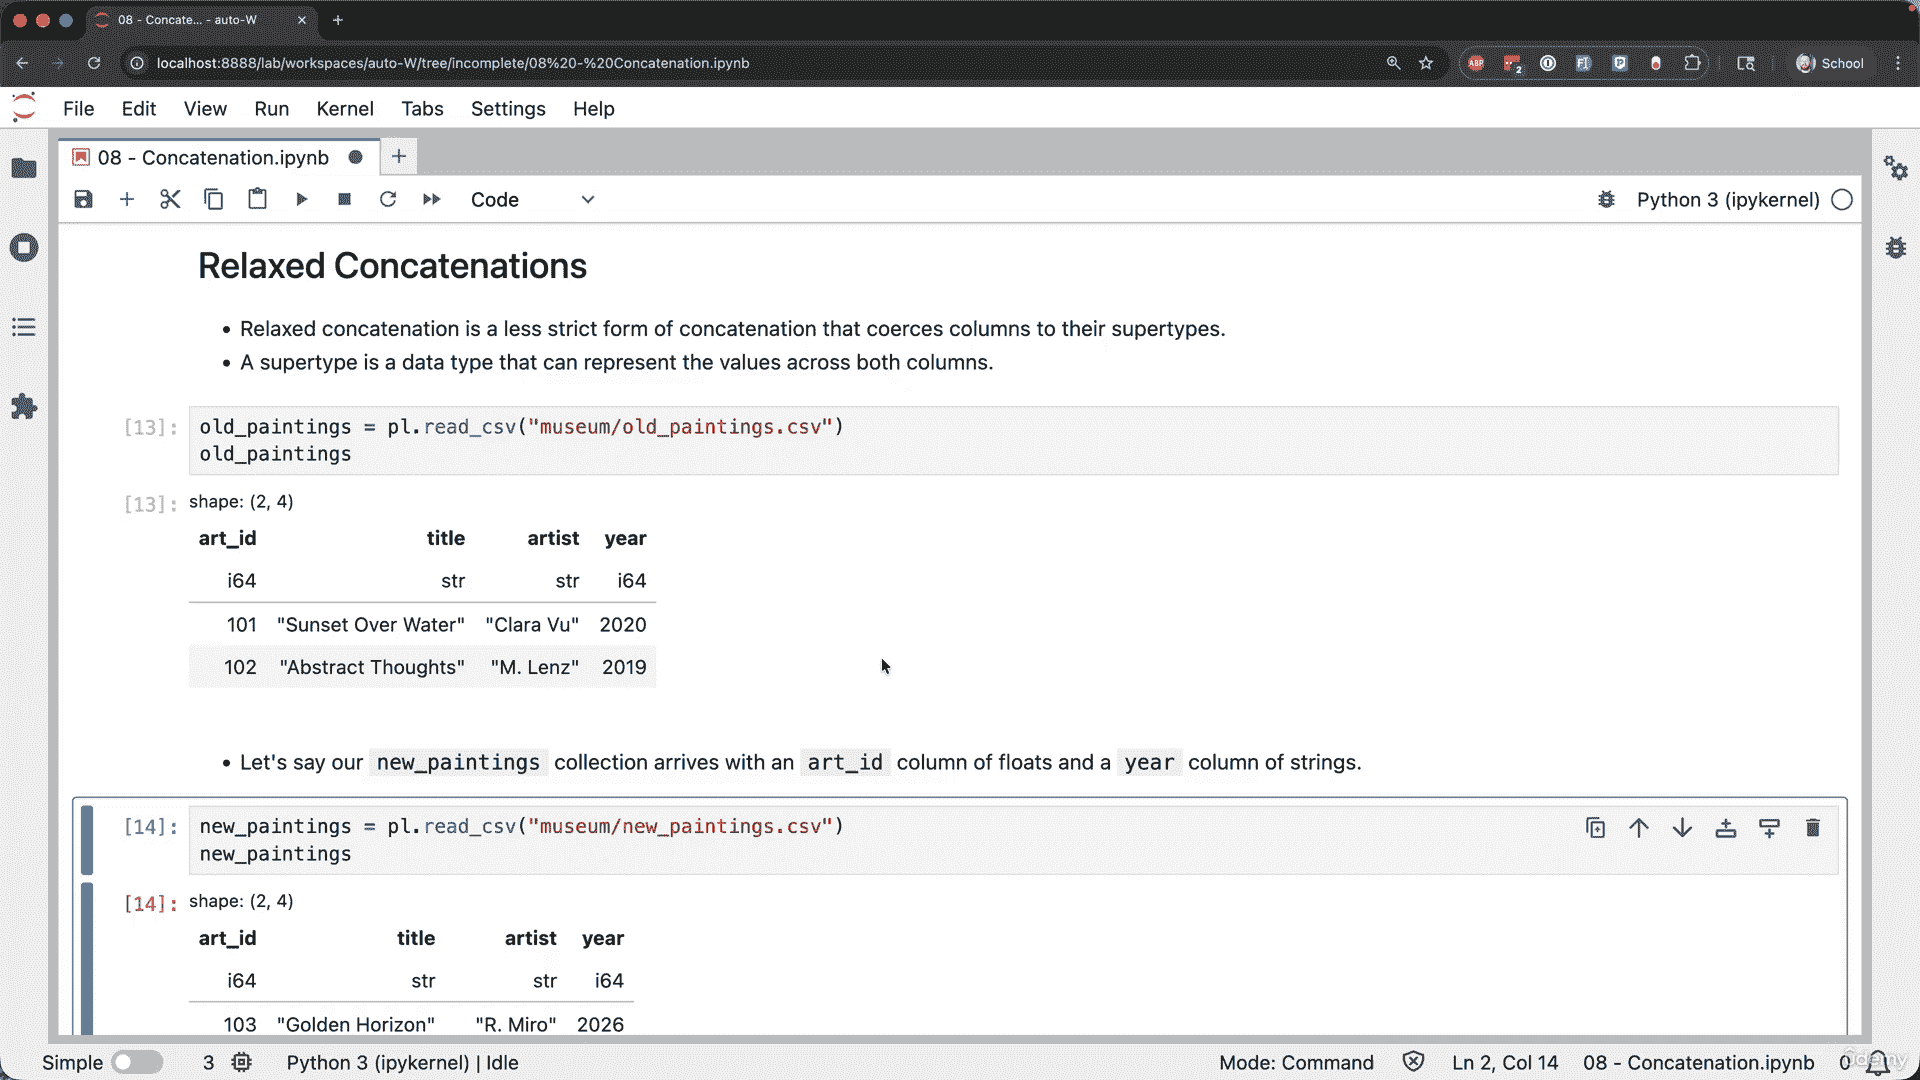 08 - Concate... - auto-W
localhost:8888/lab/workspaces/auto-W/tree/incomplete/08%20-%20Concatenation.ipynb
ABP
2
School
File Edit View Run Kernel Tabs Settings Help
08 - Concatenation.ipynb
Code
Python 3 (ipykernel)
Relaxed Concatenations
• Relaxed concatenation is a less strict form of concatenation that coerces columns to their supertypes.
• A supertype is a data type that can represent the values across both columns.
[13]: old_paintings = pl.read_csv("museum/old_paintings.csv")
old_paintings
[13]: shape: (2, 4)
art_id title artist year
i64 str str i64
101 "Sunset Over Water" "Clara Vu" 2020
102 "Abstract Thoughts" "M. Lenz" 2019
• Let's say our new_paintings collection arrives with an art_id column of floats and a year column of strings.
[14]: new_paintings = pl.read_csv("museum/new_paintings.csv")
new_paintings
[14]: shape: (2, 4)
art_id title artist year
i64 str str i64
103 "Golden Horizon" "R. Miro" 2026
Simple 3 Python 3 (ipykernel) | Idle Mode: Command Ln 2, Col 14 08 - Concatenation.ipynb 0
Udemy